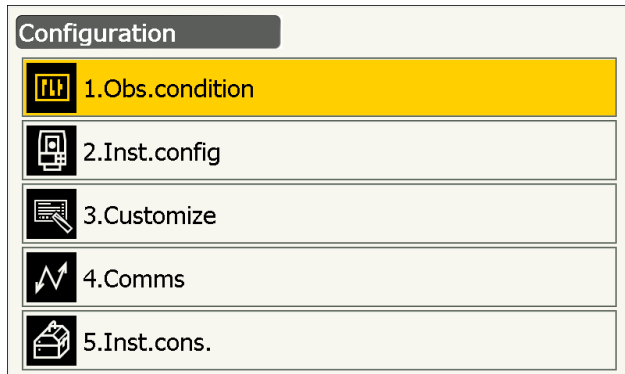 Configuration
1.Obs.condition
2.Inst.config
3.Customize
4.Comms
5.Inst.cons.